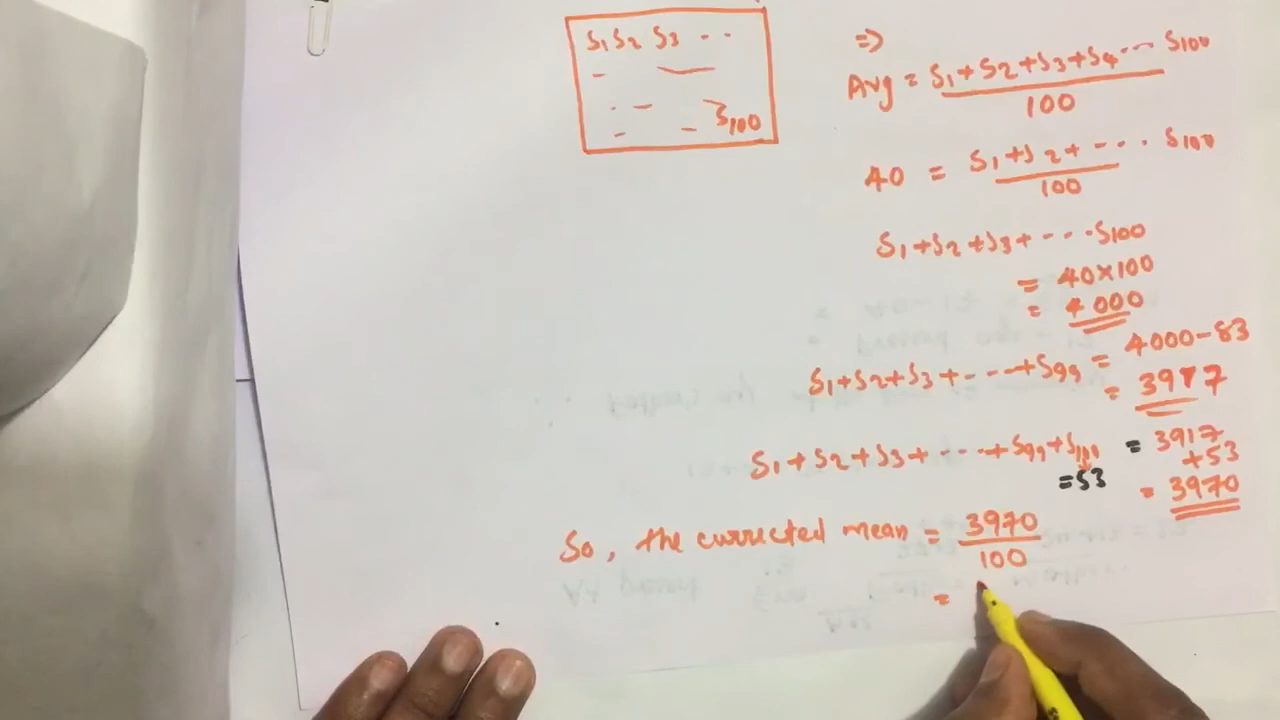 S1 S2 S3 ..
S100
=>
Avg = S1+S2+S3+S4... S100
100
40 = S1+S2+.... S100
100
S1+S2+S3+....S100
= 40×100
= 4000
S1+S2+S3+...+S99 = 4000-83
= 3917
S1+S2+S3+....+S99+S100 = 3917
+53
=53
= 3970
So, the currected mean = 3970
100
=